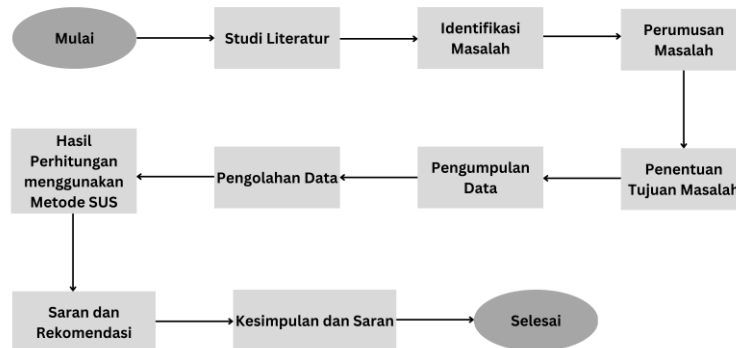 Mulai
Studi Literatur
Identifikasi
Masalah
Perumusan
Masalah
Penentuan
Tujuan Masalah
Pengumpulan
Data
Pengolahan Data
Hasil
Perhitungan
menggunakan
Metode SUS
Saran dan
Rekomendasi
Kesimpulan dan Saran
Selesai